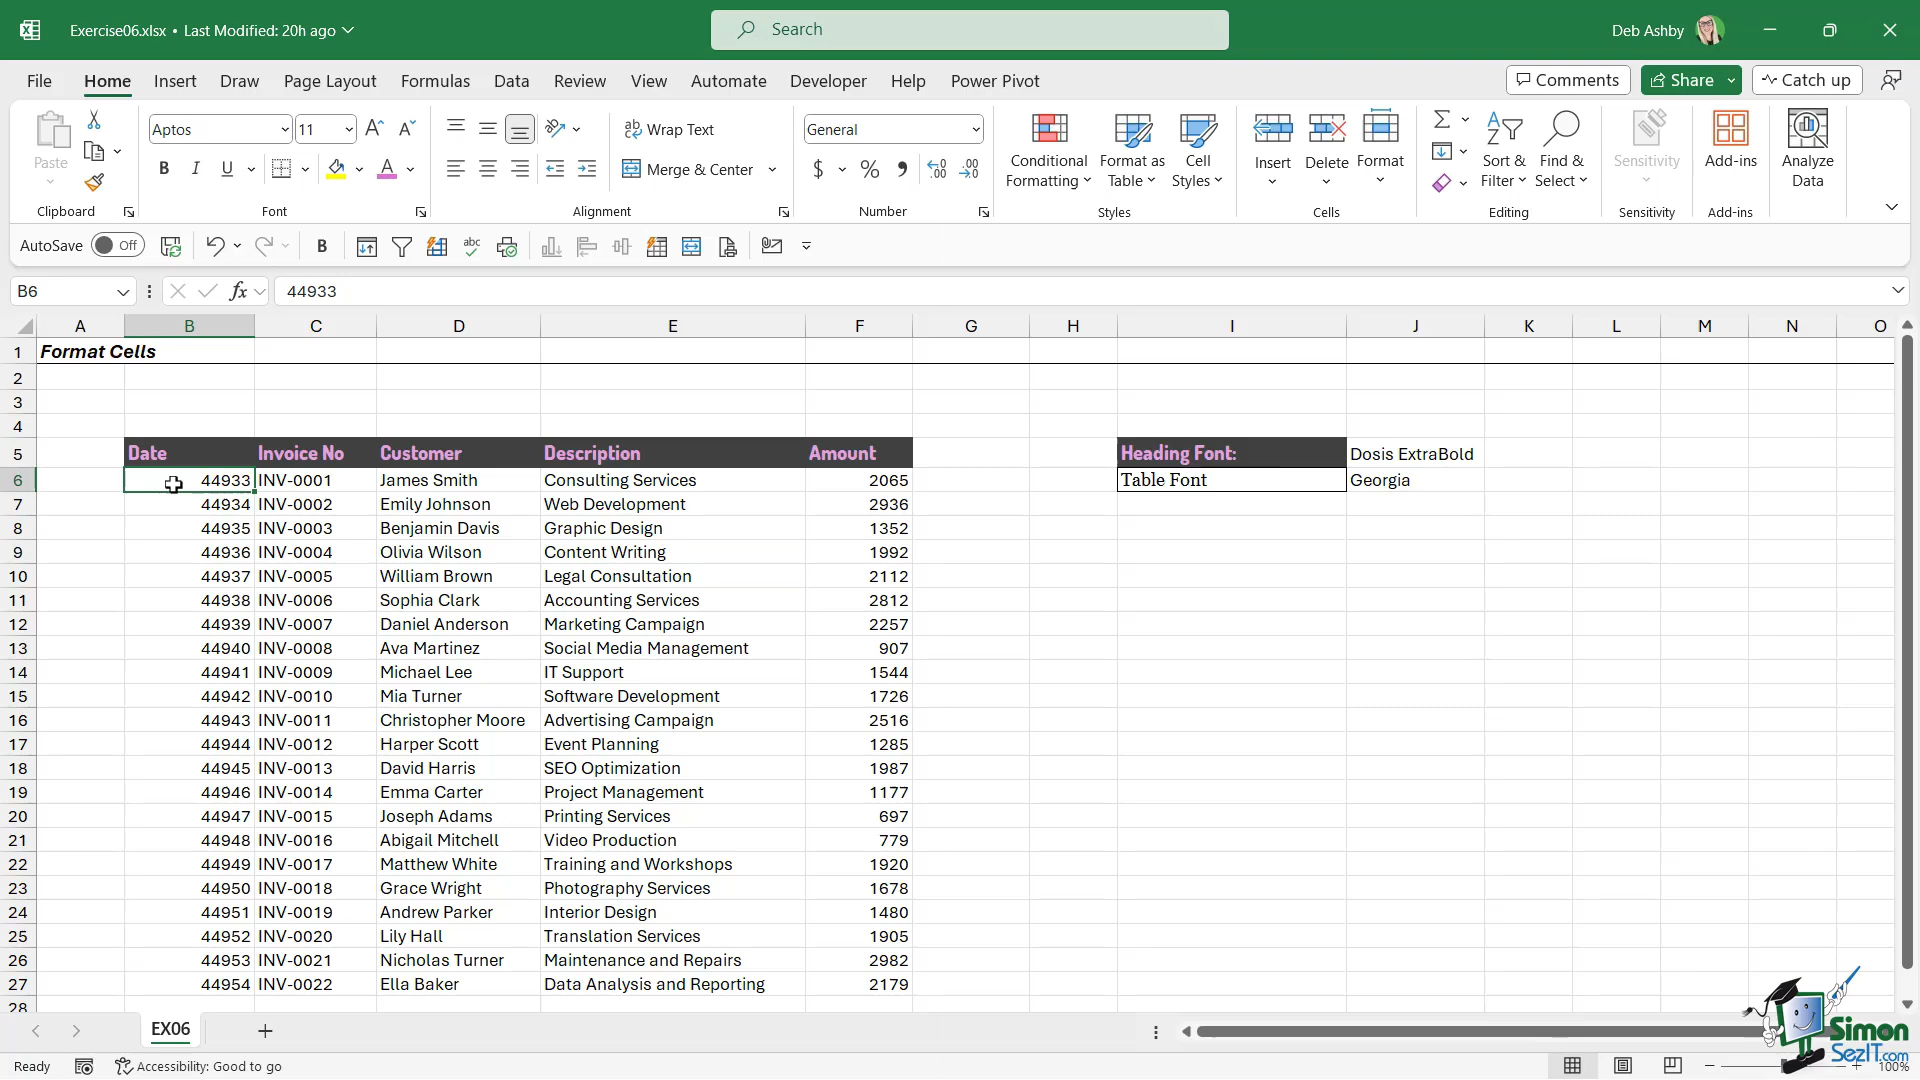 Exercise06.xlsx • Last Modified: 20h ago
Search
Deb Ashby
File Home Insert Draw Page Layout Formulas Data Review View Automate Developer Help Power Pivot
Comments Share Catch up
Paste
Clipboard
Aptos 11
B I U A
Font
Wrap Text
Merge & Center
Alignment
General
$ % 9
Number
Conditional Formatting
Format as Table
Cell Styles
Styles
Insert Delete Format
Cells
Sort & Filter
Find & Select
Editing
Sensitivity
Sensitivity
Add-ins
Add-ins
Analyze Data
AutoSave Off B abc
B6 fx 44933
A B C D E F G H I J K L M N O
1 Format Cells
2
3
4
5 Date Invoice No Customer Description Amount Heading Font: Dosis ExtraBold
6 44933 INV-0001 James Smith Consulting Services 2065 Table Font Georgia
7 44934 INV-0002 Emily Johnson Web Development 2936
8 44935 INV-0003 Benjamin Davis Graphic Design 1352
9 44936 INV-0004 Olivia Wilson Content Writing 1992
10 44937 INV-0005 William Brown Legal Consultation 2112
11 44938 INV-0006 Sophia Clark Accounting Services 2812
12 44939 INV-0007 Daniel Anderson Marketing Campaign 2257
13 44940 INV-0008 Ava Martinez Social Media Management 907
14 44941 INV-0009 Michael Lee IT Support 1544
15 44942 INV-0010 Mia Turner Software Development 1726
16 44943 INV-0011 Christopher Moore Advertising Campaign 2516
17 44944 INV-0012 Harper Scott Event Planning 1285
18 44945 INV-0013 David Harris SEO Optimization 1987
19 44946 INV-0014 Emma Carter Project Management 1177
20 44947 INV-0015 Joseph Adams Printing Services 697
21 44948 INV-0016 Abigail Mitchell Video Production 779
22 44949 INV-0017 Matthew White Training and Workshops 1920
23 44950 INV-0018 Grace Wright Photography Services 1678
24 44951 INV-0019 Andrew Parker Interior Design 1480
25 44952 INV-0020 Lily Hall Translation Services 1905
26 44953 INV-0021 Nicholas Turner Maintenance and Repairs 2982
27 44954 INV-0022 Ella Baker Data Analysis and Reporting 2179
28
EX06
Simon
SezIT.com
Ready Accessibility: Good to go 100%